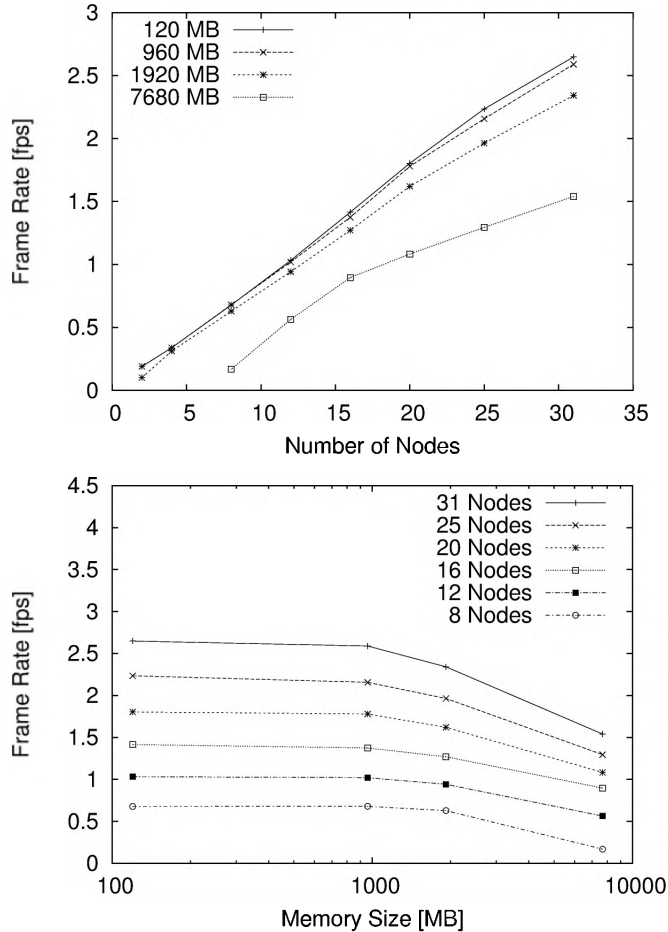 Frame Rate [fps]
3
2.5
2
1.5
1
0.5
0
120 MB
960 MB
1920 MB
7680 MB
0 5 10 15 20 25 30 35
Number of Nodes
Frame Rate [fps]
4.5
4
3.5
3
2.5
2
1.5
1
0.5
0
31 Nodes
25 Nodes
20 Nodes
16 Nodes
12 Nodes
8 Nodes
100 1000 10000
Memory Size [MB]